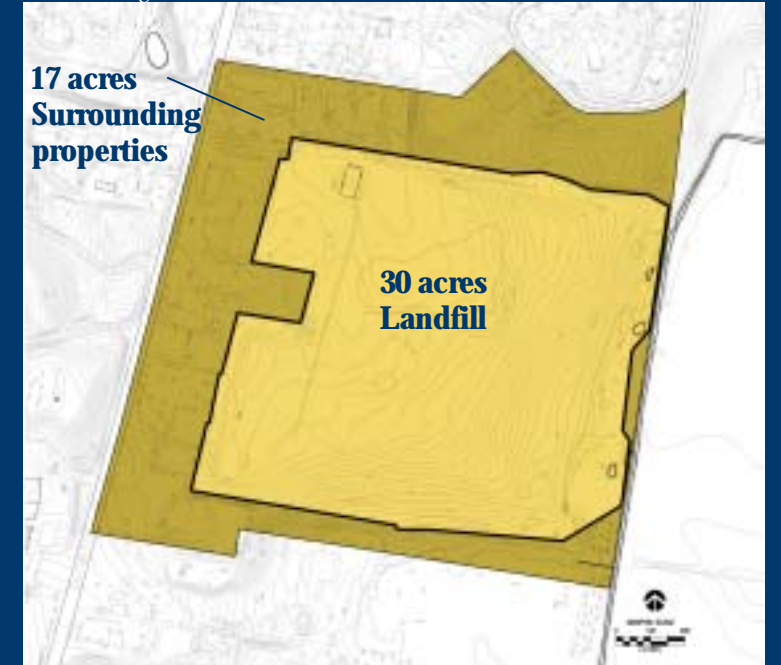 17 acres
Surrounding
properties
30 acres
Landfill